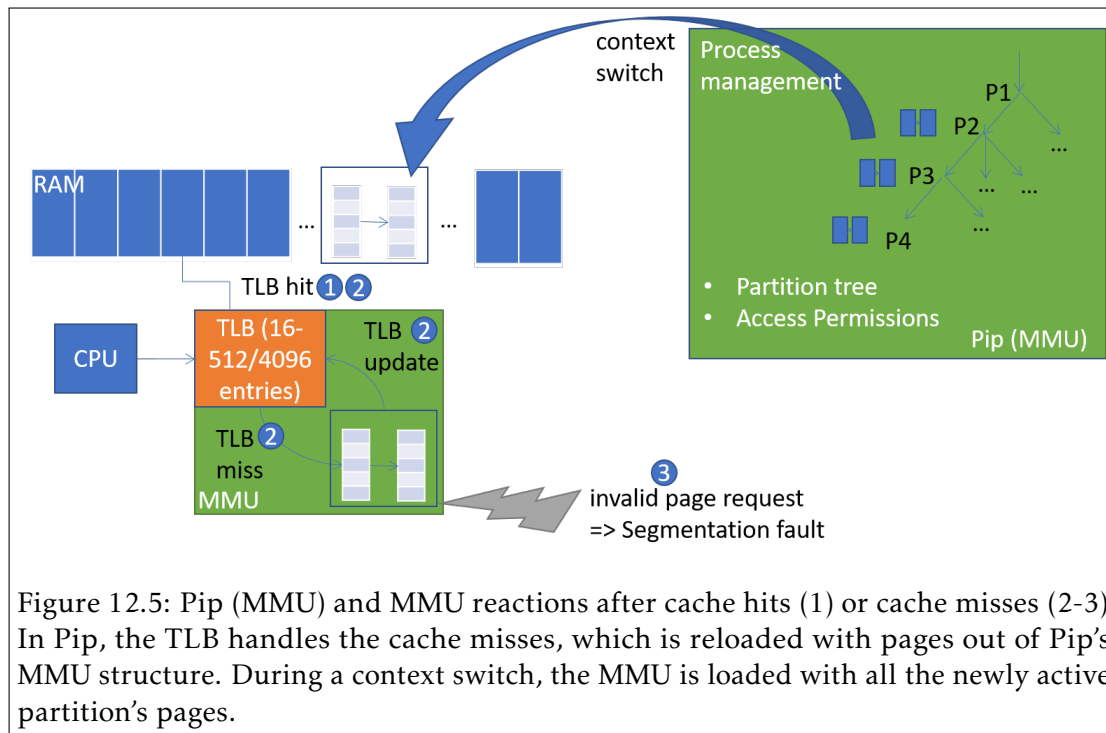 context
switch
Process
management
P1
P2
...
P3
...
...
P4
...
• Partition tree
• Access Permissions
Pip (MMU)
RAM
...
...
TLB hit 1 2
CPU
TLB (16-
512/4096
entries)
TLB 2
update
TLB 2
miss
MMU
3
invalid page request
=> Segmentation fault
Figure 12.5: Pip (MMU) and MMU reactions after cache hits (1) or cache misses (2-3)
In Pip, the TLB handles the cache misses, which is reloaded with pages out of Pip's
MMU structure. During a context switch, the MMU is loaded with all the newly active
partition's pages.